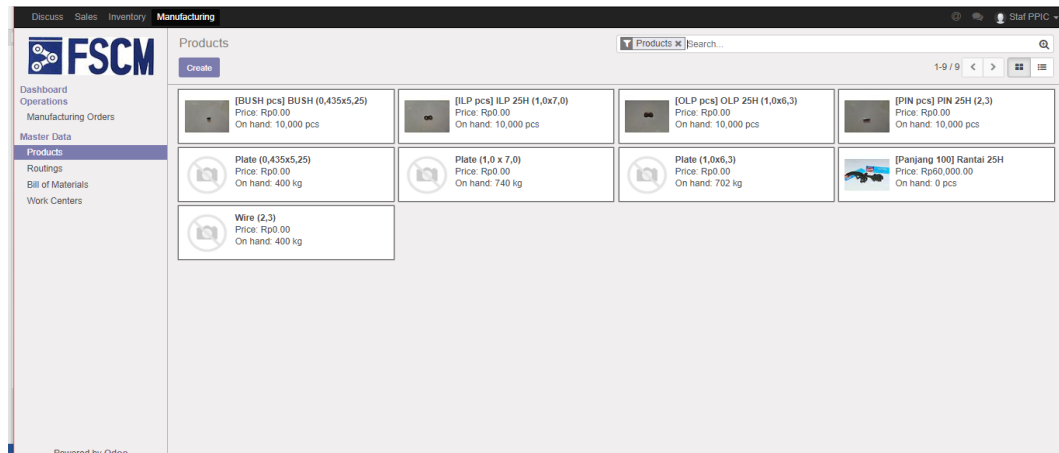 Discuss Sales Inventory Manufacturing Staf PPIC
FSCM
Products
Products × Search...
Create
1-9 / 9
Dashboard
Operations
Manufacturing Orders
Master Data
Products
Routings
Bill of Materials
Work Centers
[BUSH pcs] BUSH (0,435x5,25)
Price: Rp0.00
On hand: 10,000 pcs
[ILP pcs] ILP 25H (1,0x7,0)
Price: Rp0.00
On hand: 10,000 pcs
[OLP pcs] OLP 25H (1,0x6,3)
Price: Rp0.00
On hand: 10,000 pcs
[PIN pcs] PIN 25H (2,3)
Price: Rp0.00
On hand: 10,000 pcs
Plate (0,435x5,25)
Price: Rp0.00
On hand: 400 kg
Plate (1,0 x 7,0)
Price: Rp0.00
On hand: 740 kg
Plate (1,0x6,3)
Price: Rp0.00
On hand: 702 kg
[Panjang 100] Rantai 25H
Price: Rp60,000.00
On hand: 0 pcs
Wire (2,3)
Price: Rp0.00
On hand: 400 kg
Powered by Odoo